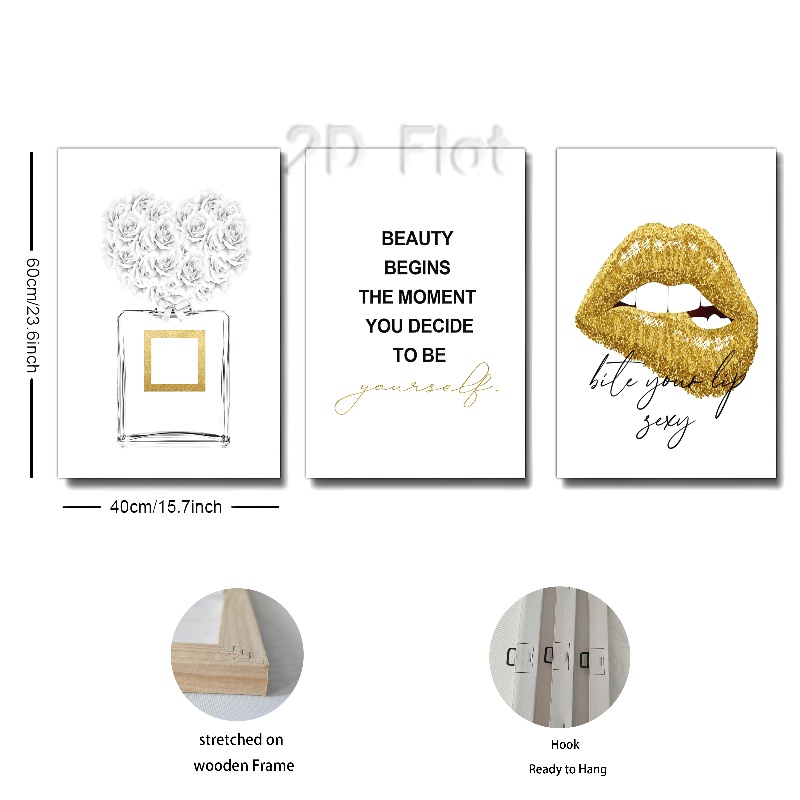 2D Flat
BEAUTY
BEGINS
THE MOMENT
YOU DECIDE
TO BE
yourself.
bite your lip
sexy
60cm/23.6inch
40cm/15.7inch
stretched on
wooden Frame
Hook
Ready to Hang